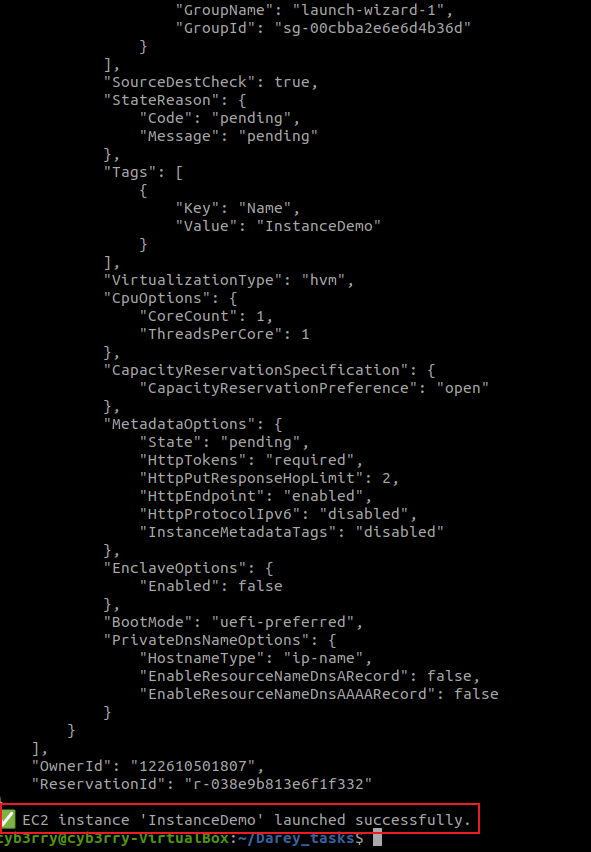 "GroupName": "launch-wizard-1",
"GroupId": "sg-00cbba2e6e6d4b36d"
}
],
"SourceDestCheck": true,
"StateReason": {
"Code": "pending",
"Message": "pending"
},
"Tags": [
{
"Key": "Name",
"Value": "InstanceDemo"
}
],
"VirtualizationType": "hvm",
"CpuOptions": {
"CoreCount": 1,
"ThreadsPerCore": 1
},
"CapacityReservationSpecification": {
"CapacityReservationPreference": "open"
},
"MetadataOptions": {
"State": "pending",
"HttpTokens": "required",
"HttpPutResponseHopLimit": 2,
"HttpEndpoint": "enabled",
"HttpProtocolIpv6": "disabled",
"InstanceMetadataTags": "disabled"
},
"EnclaveOptions": {
"Enabled": false
},
"BootMode": "uefi-preferred",
"PrivateDnsNameOptions": {
"HostnameType": "ip-name",
"EnableResourceNameDnsARecord": false,
"EnableResourceNameDnsAAAARecord": false
}
}
],
"OwnerId": "122610501807",
"ReservationId": "r-038e9b813e6f1f332"
✅ EC2 instance 'InstanceDemo' launched successfully.
cyb3rry@cyb3rry-VirtualBox:~/Darey_tasks$